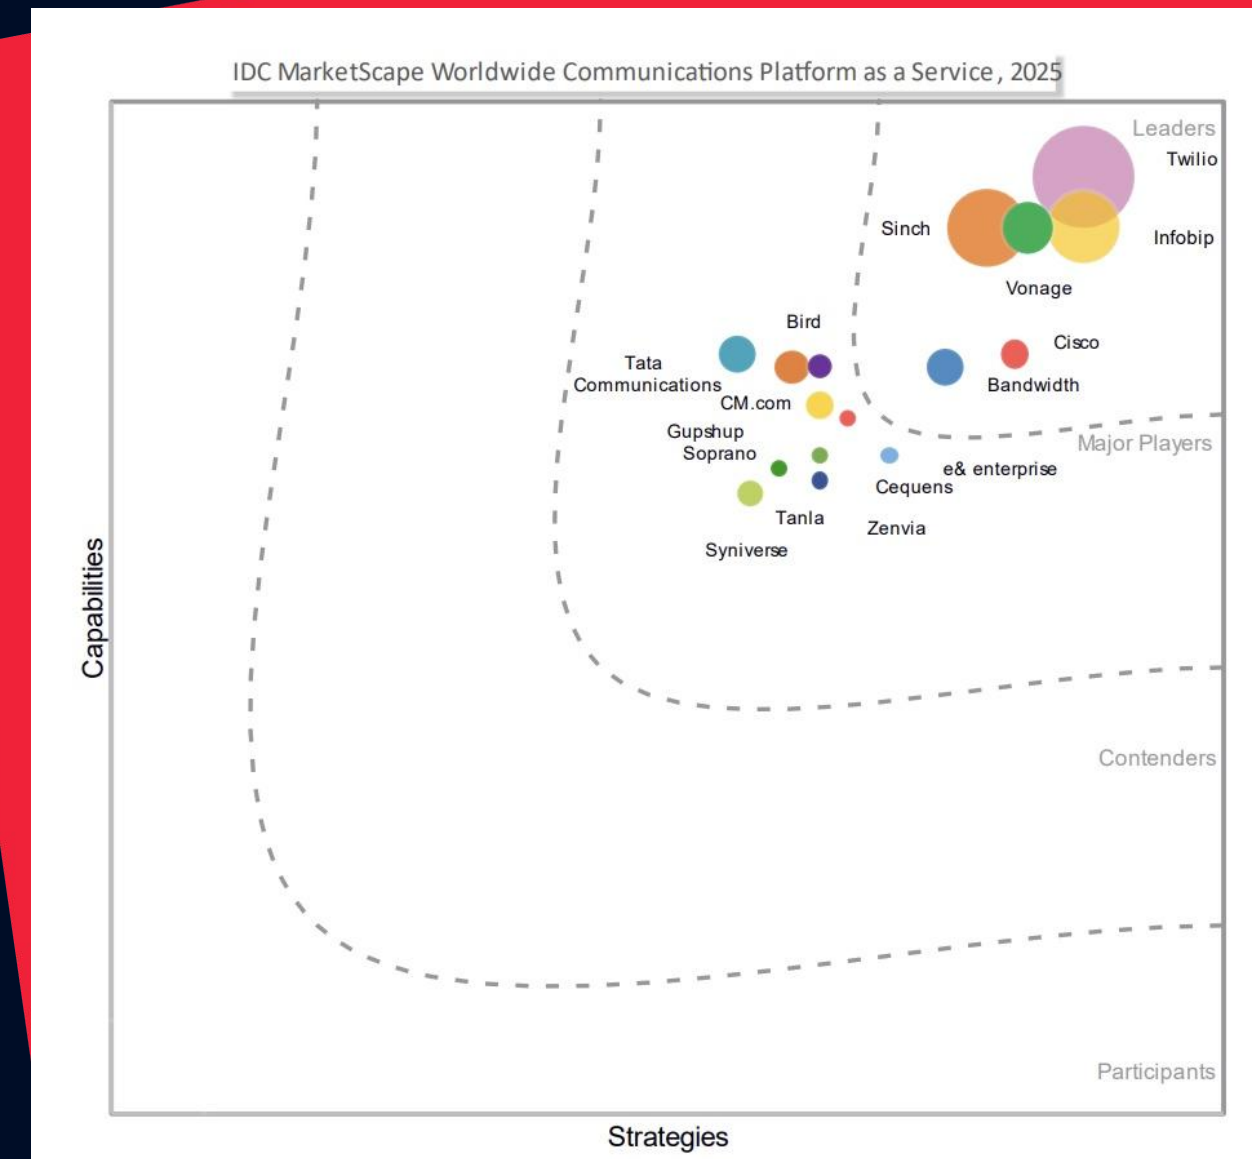 IDC MarketScape Worldwide Communications Platform as a Service, 2025
Leaders
Twilio
Sinch
Infobip
Vonage
Bird
Cisco
Tata
Communications
Bandwidth
CM.com
Gupshup
Major Players
Soprano
e& enterprise
Cequens
Tanla
Zenvia
Syniverse
Capabilities
Contenders
Participants
Strategies